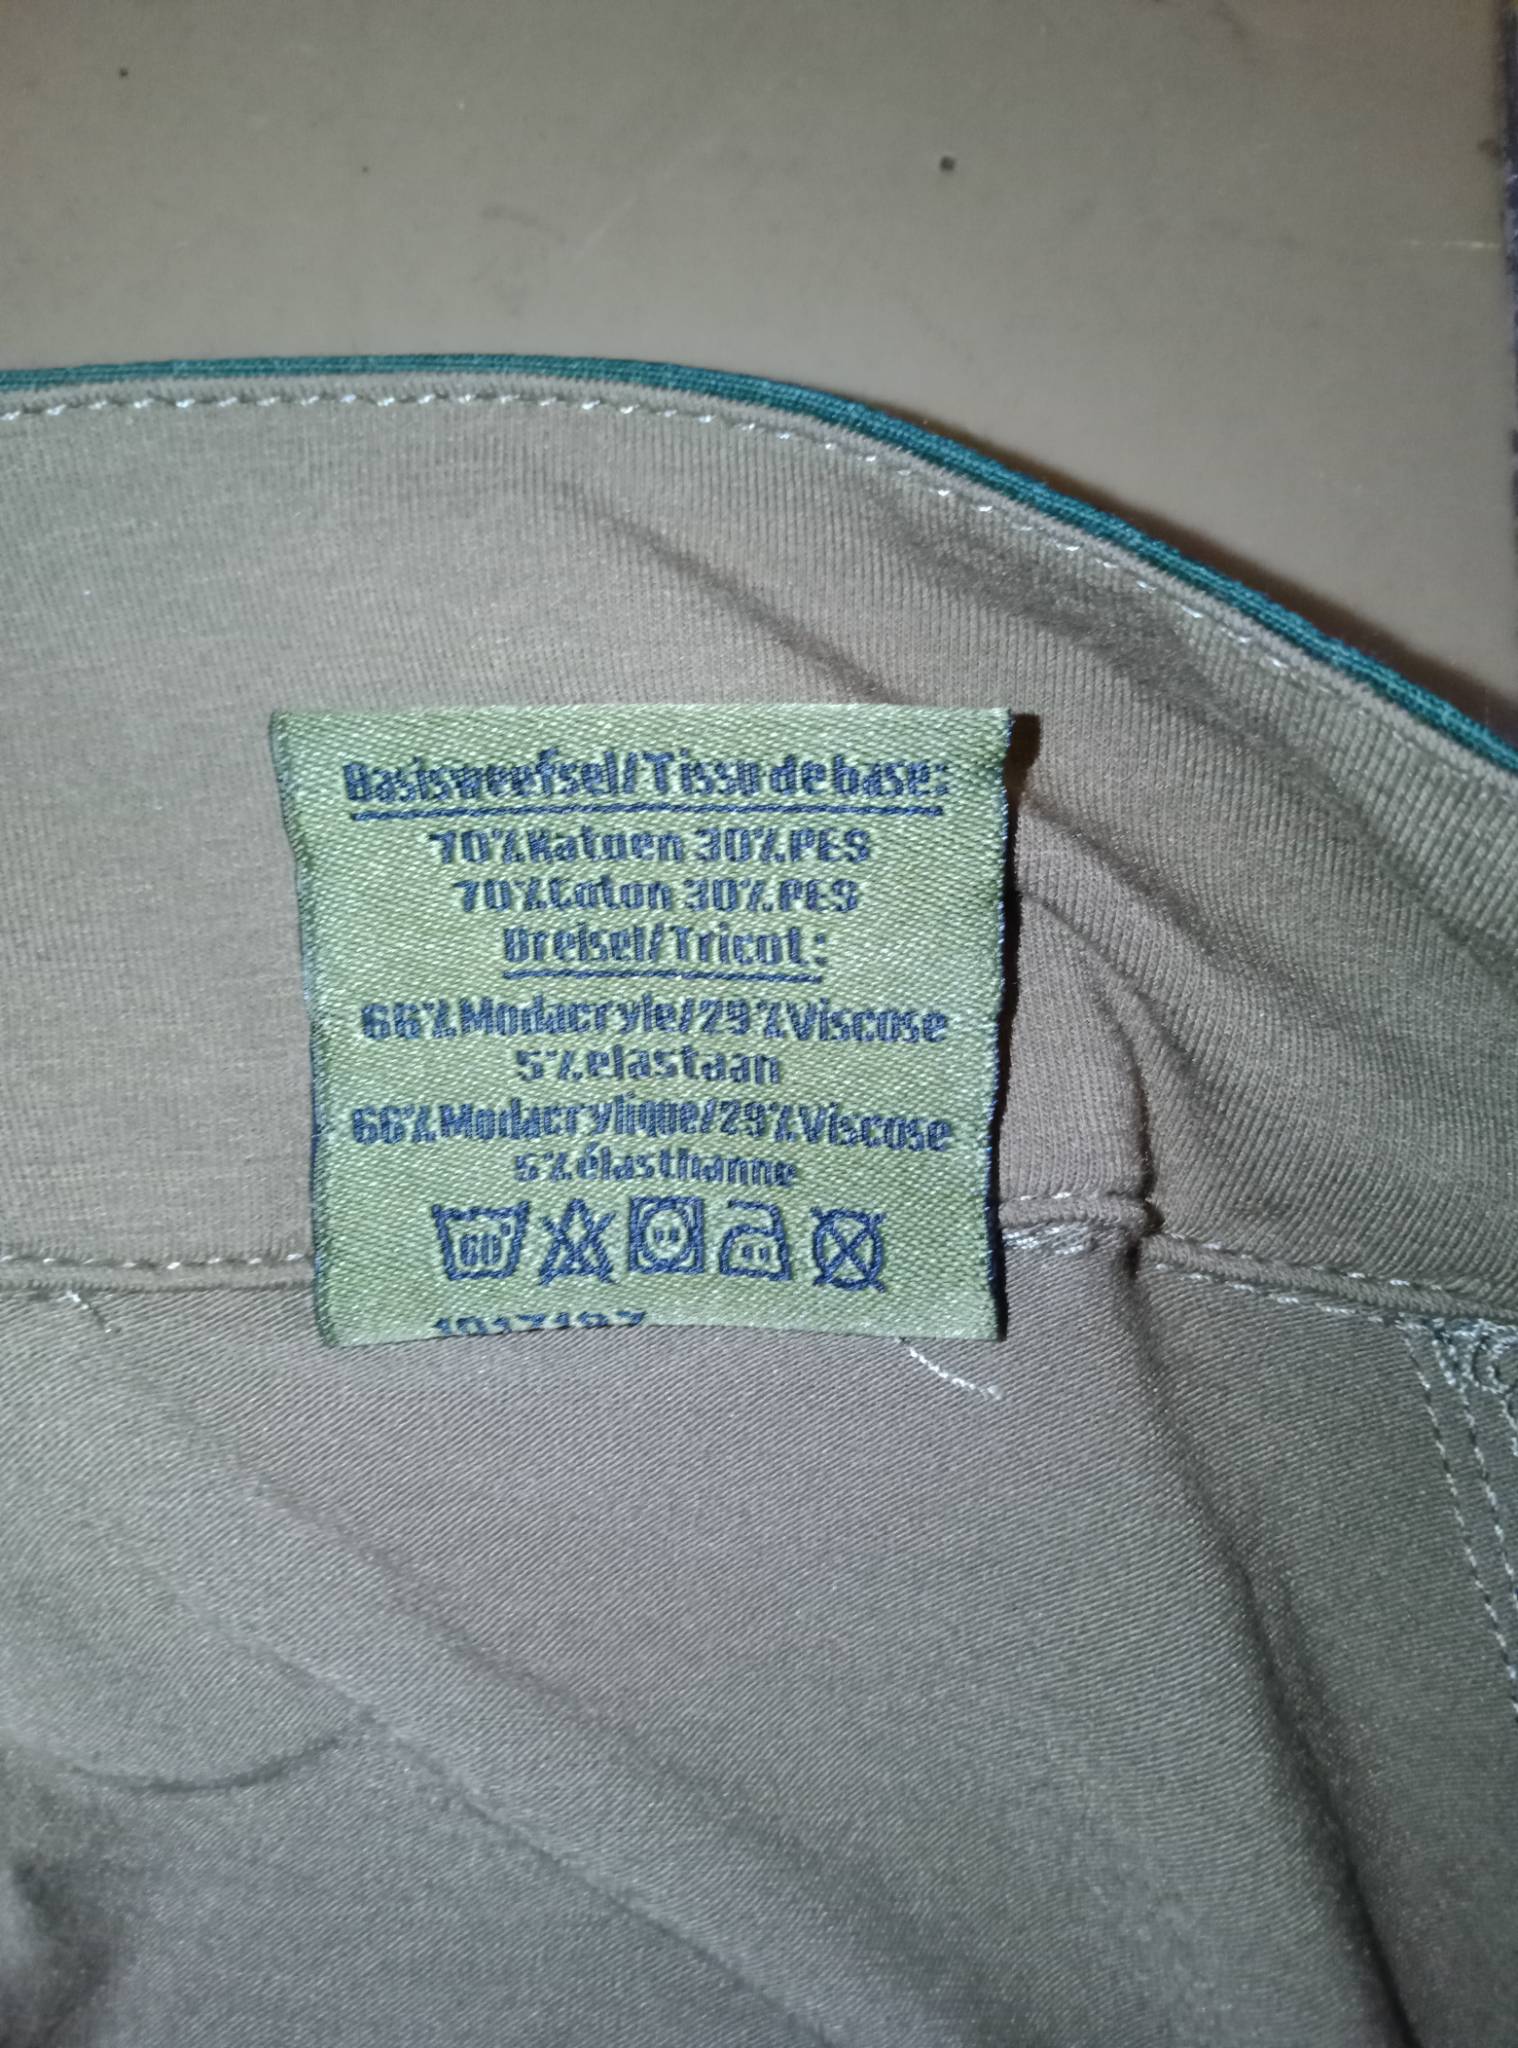 Basisweefsel/Tissu de base:
70% Katoen 30% PES
70% Coton 30% PES
Breisel/Tricot:
66% Modacryle/29% Viscose
5% elastaan
66% Modacrylique/29% Viscose
5% élasthanne
60°